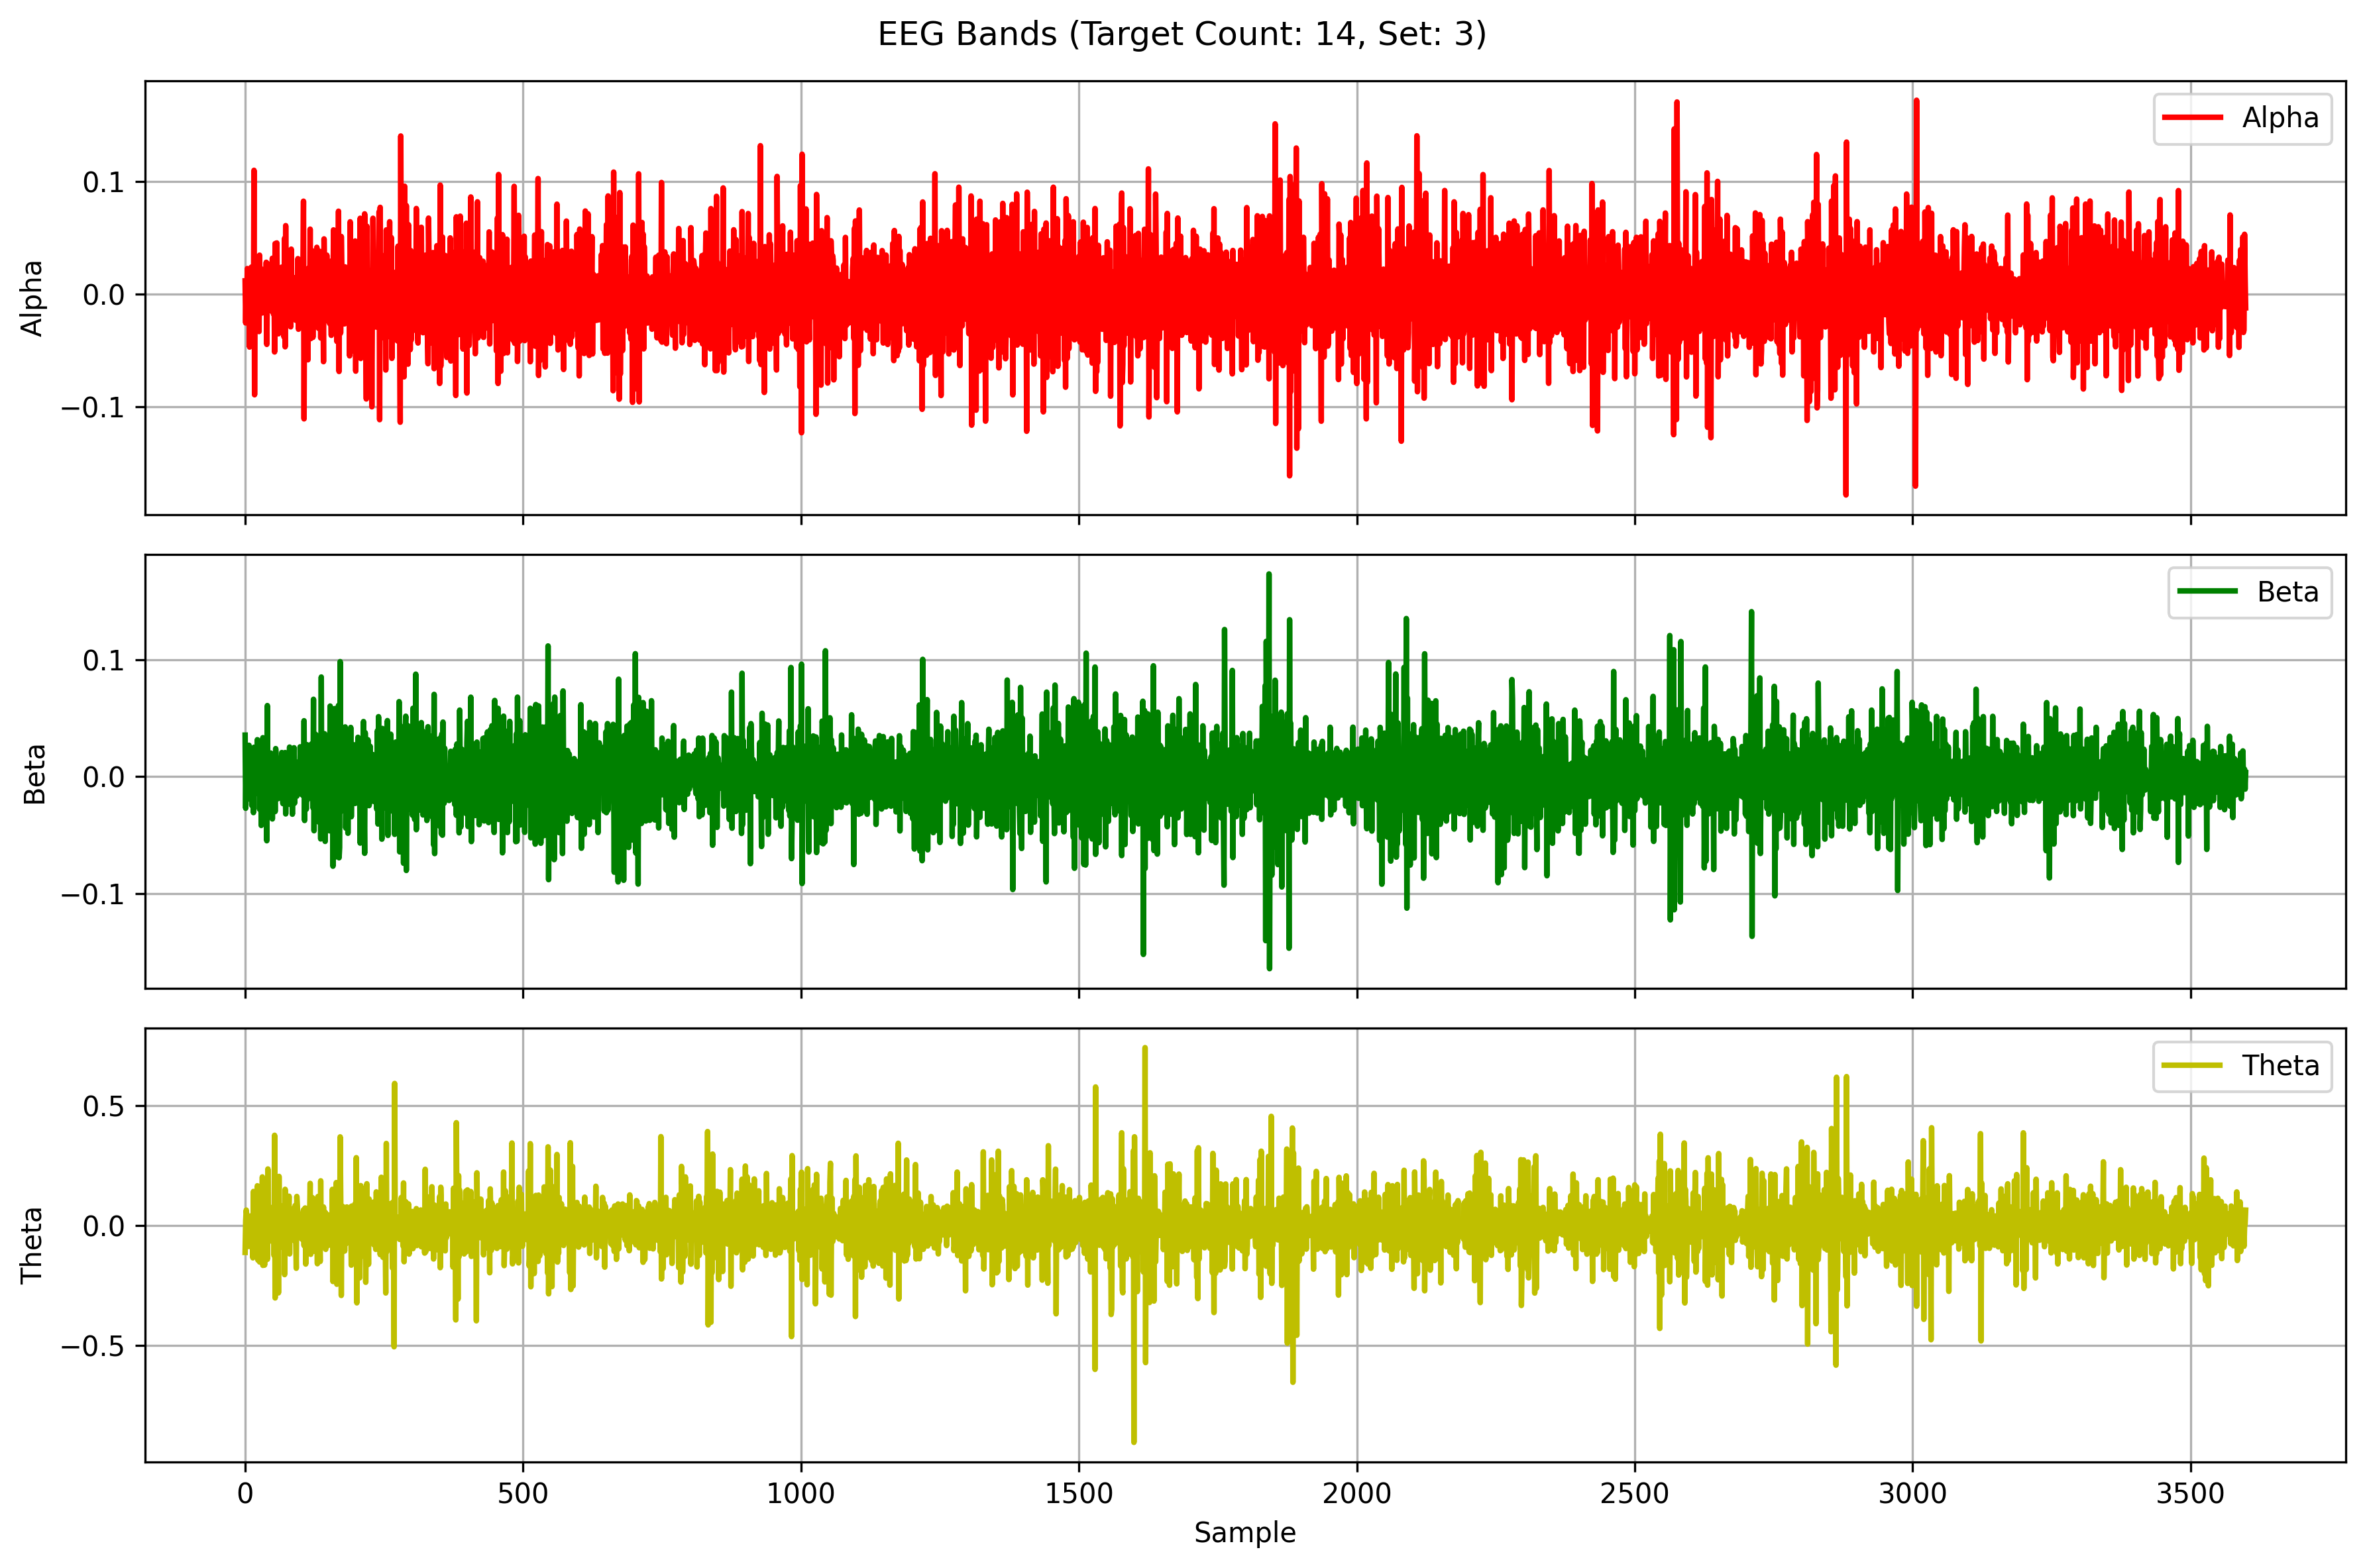 EEG Bands (Target Count: 14, Set: 3)
Alpha
0.1
0.0
−0.1
Alpha
Beta
0.1
0.0
−0.1
Beta
Theta
0.5
0.0
−0.5
Theta
0 500 1000 1500 2000 2500 3000 3500
Sample